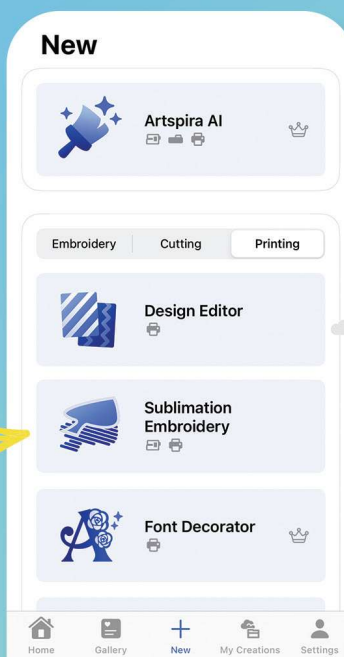 New
Artspira AI
Embroidery Cutting Printing
Design Editor
Sublimation
Embroidery
Font Decorator
Home Gallery New My Creations Settings